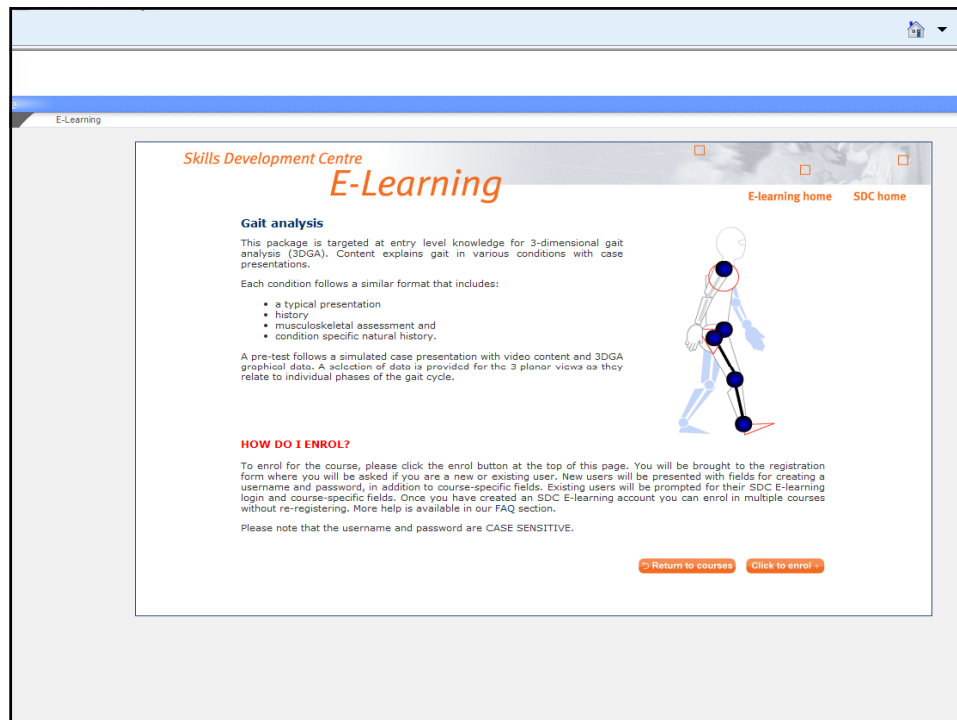 e
E-Learning
Skills Development Centre
E-Learning
E-learning home SDC home
Gait analysis
This package is targeted at entry level knowledge for 3-dimensional gait
analysis (3DGA). Content explains gait in various conditions with case
presentations.
Each condition follows a similar format that includes:
• a typical presentation
• history
• musculoskeletal assessment and
• condition specific natural history.
A pre-test follows a simulated case presentation with video content and 3DGA
graphical data. A selection of data is provided for the 3 planar views as they
relate to individual phases of the gait cycle.
HOW DO I ENROL?
To enrol for the course, please click the enrol button at the top of this page. You will be brought to the registration
form where you will be asked if you are a new or existing user. New users will be presented with fields for creating a
username and password, in addition to course-specific fields. Existing users will be prompted for their SDC E-learning
login and course-specific fields. Once you have created an SDC E-learning account you can enrol in multiple courses
without re-registering. More help is available in our FAQ section.
Please note that the username and password are CASE SENSITIVE.
Return to courses Click to enrol